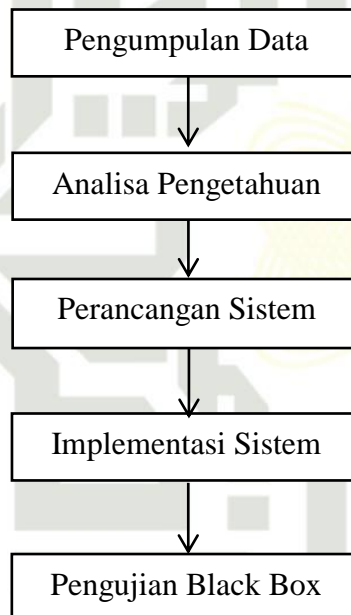 Pengumpulan Data
Analisa Pengetahuan
Perancangan Sistem
Implementasi Sistem
Pengujian Black Box